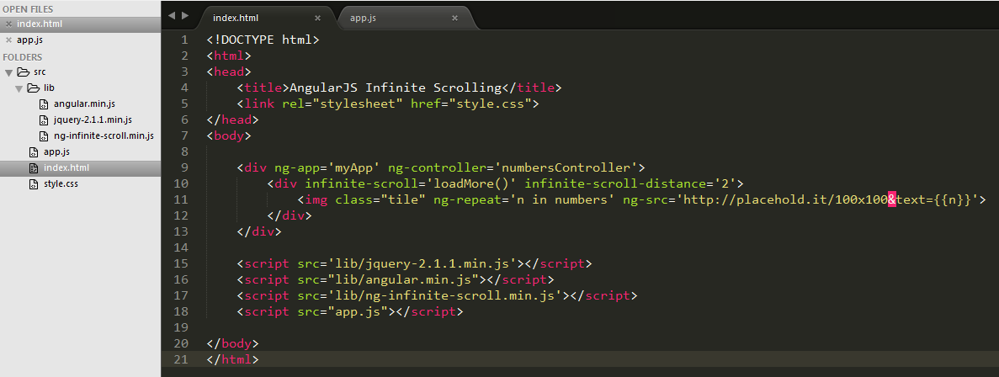 OPEN FILES
index.html
app.js
FOLDERS
src
lib
angular.min.js
jquery-2.1.1.min.js
ng-infinite-scroll.min.js
app.js
index.html
style.css
index.html
app.js
1 <!DOCTYPE html>
2 <html>
3 <head>
4     <title>AngularJS Infinite Scrolling</title>
5     <link rel="stylesheet" href="style.css">
6 </head>
7 <body>
8
9     <div ng-app='myApp' ng-controller='numbersController'>
10         <div infinite-scroll='loadMore()' infinite-scroll-distance='2'>
11             <img class="tile" ng-repeat='n in numbers' ng-src='http://placehold.it/100x100&text={{n}}'>
12         </div>
13     </div>
14
15     <script src='lib/jquery-2.1.1.min.js'></script>
16     <script src="lib/angular.min.js"></script>
17     <script src='lib/ng-infinite-scroll.min.js'></script>
18     <script src="app.js"></script>
19
20 </body>
21 </html>